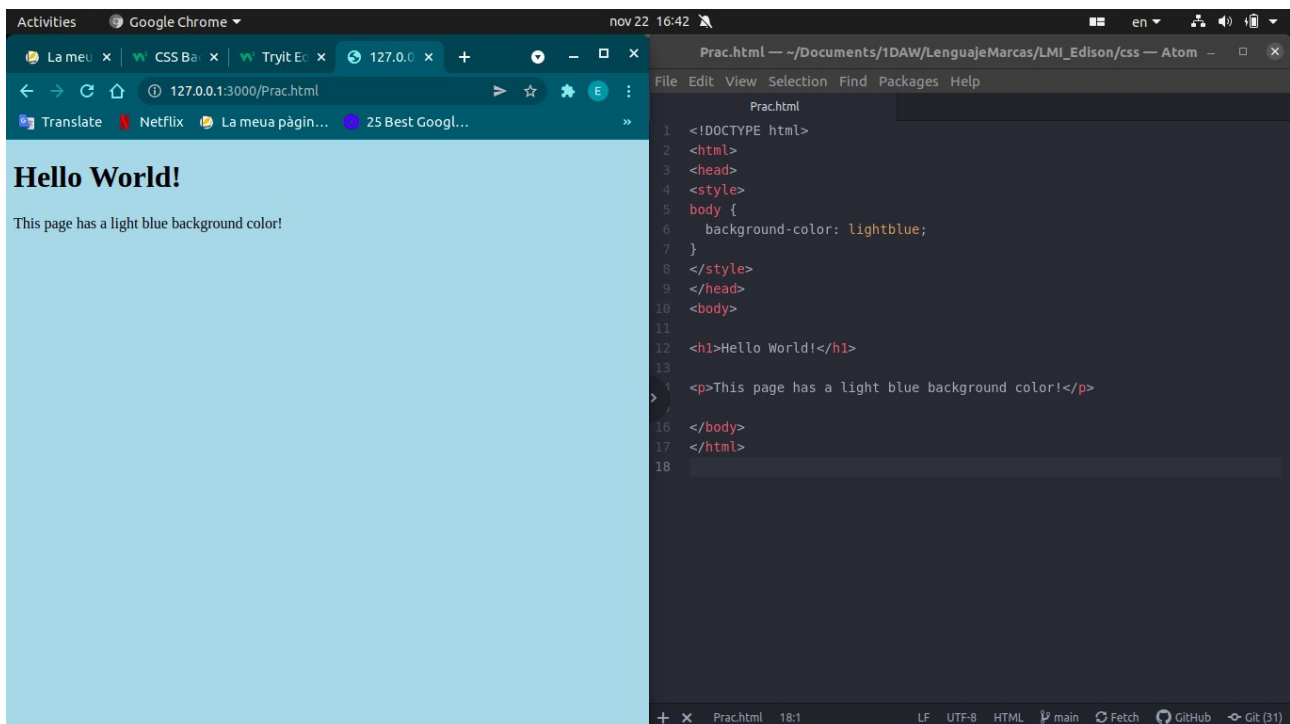 Activities Google Chrome nov 22 16:42 en
La meu CSS Ba Tryit Ed 127.0.0
127.0.0.1:3000/Prac.html E
Translate Netflix La meua pàgin... 25 Best Googl... »
Hello World!
This page has a light blue background color!
Prac.html — ~/Documents/1DAW/LenguajeMarcas/LMI_Edison/css — Atom
File Edit View Selection Find Packages Help
Prac.html
1 <!DOCTYPE html>
2 <html>
3 <head>
4 <style>
5 body {
6 background-color: lightblue;
7 }
8 </style>
9 </head>
10 <body>
11
12 <h1>Hello World!</h1>
13
<p>This page has a light blue background color!</p>
16 </body>
17 </html>
18
Prac.html 18:1 LF UTF-8 HTML main Fetch GitHub Git (31)